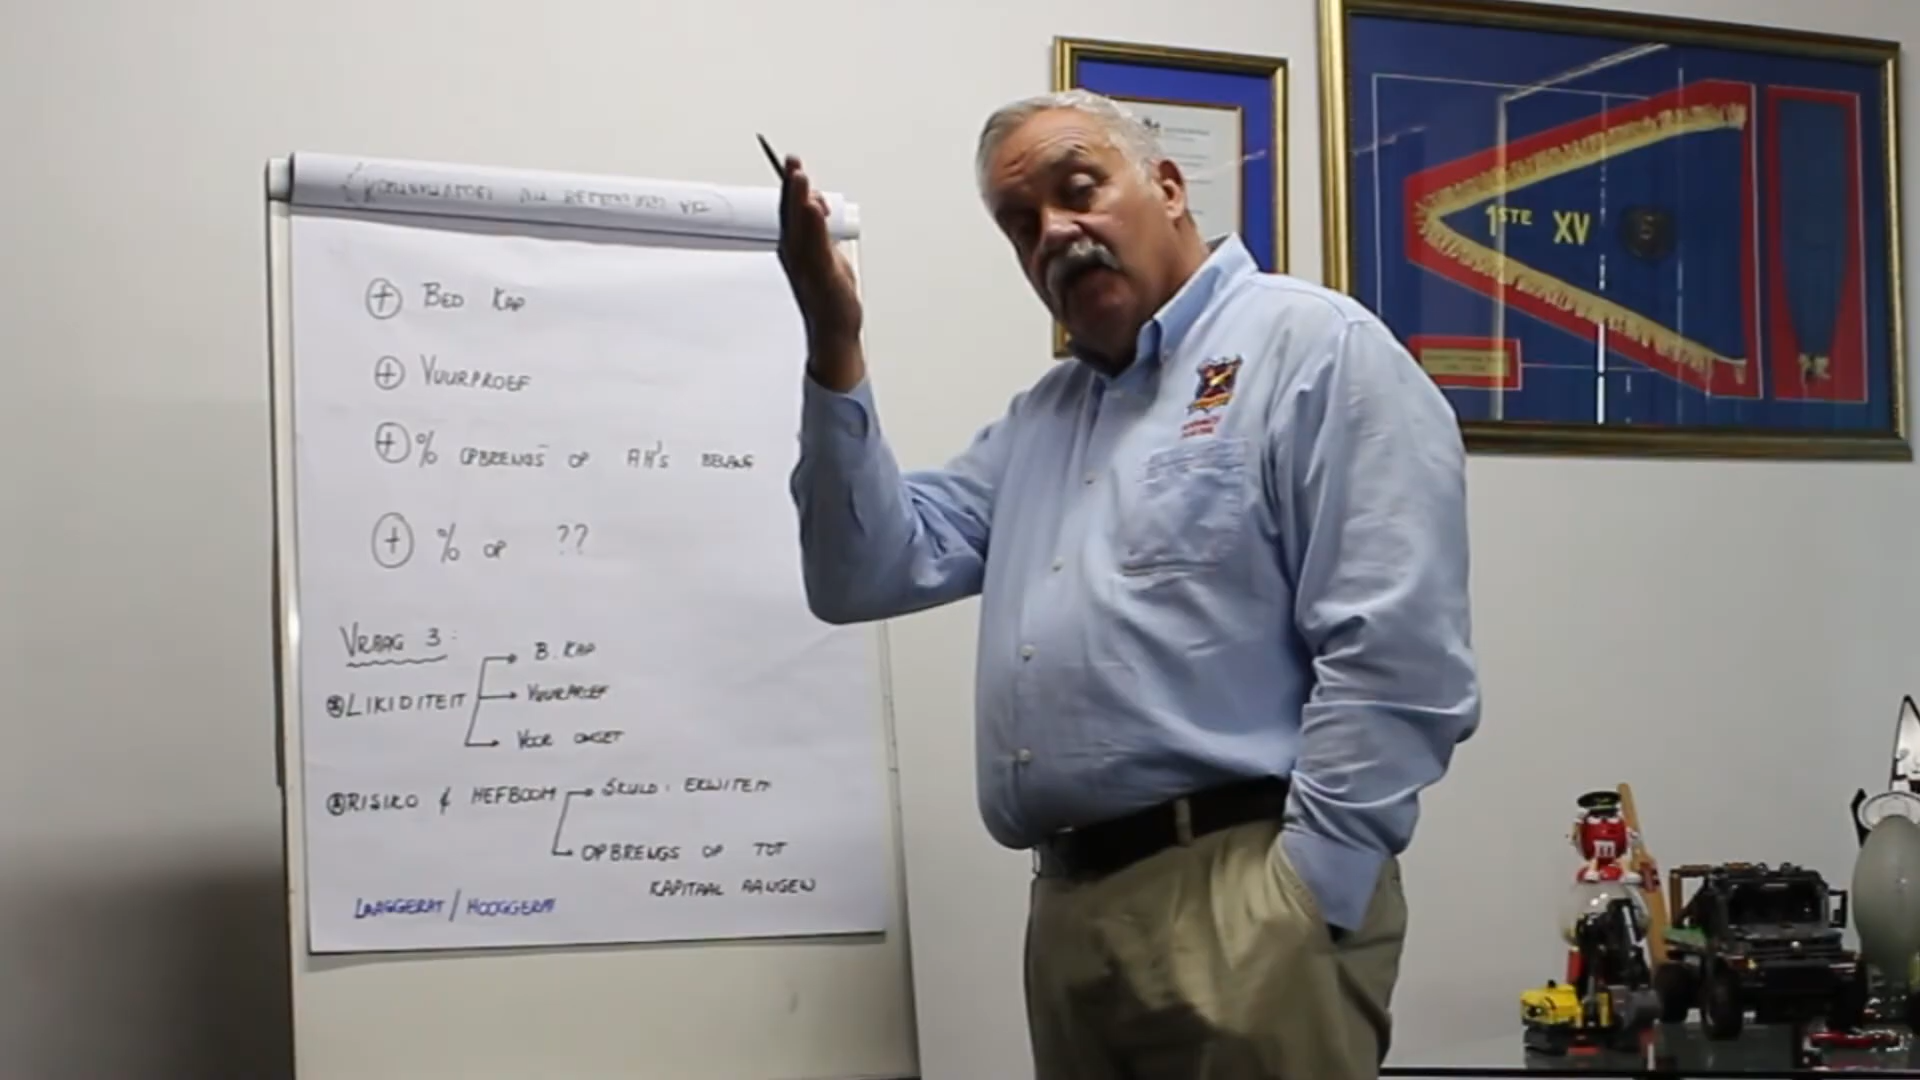 + BED KAP
+ VUURPROEF
+ % OPBRENGS OP AH'S BELANG
+ % OP ??
VRAAG 3:
LIKIDITEIT → B. KAP
→ VUURPROEF
→ VOOR OMSET
RISIKO & HEFBOOM → SKULD : EKWITEIT
→ OPBRENGS OP TOT
KAPITAAL AANGEW
LAAGGERAT / HOOGGERAT
1STE XV